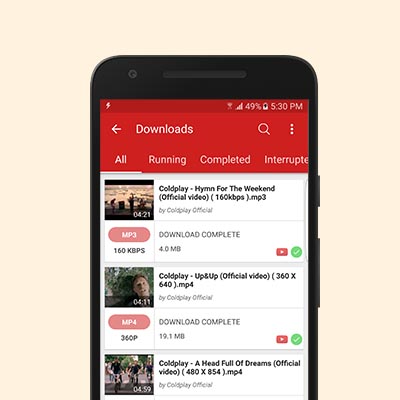 49% 5:30 PM
Downloads
All Running Completed Interrupte
Coldplay - Hymn For The Weekend
(Official video) ( 160kbps ).mp3
by Coldplay Official
04:21
MP3
DOWNLOAD COMPLETE
160 KBPS
4.0 MB
Coldplay - Up&Up (Official video) ( 360 X
640 ).mp4
by Coldplay Official
04:11
MP4
DOWNLOAD COMPLETE
360P
19.1 MB
Coldplay - A Head Full Of Dreams (Official
video) ( 480 X 854 ).mp4
by Coldplay Official
04:59